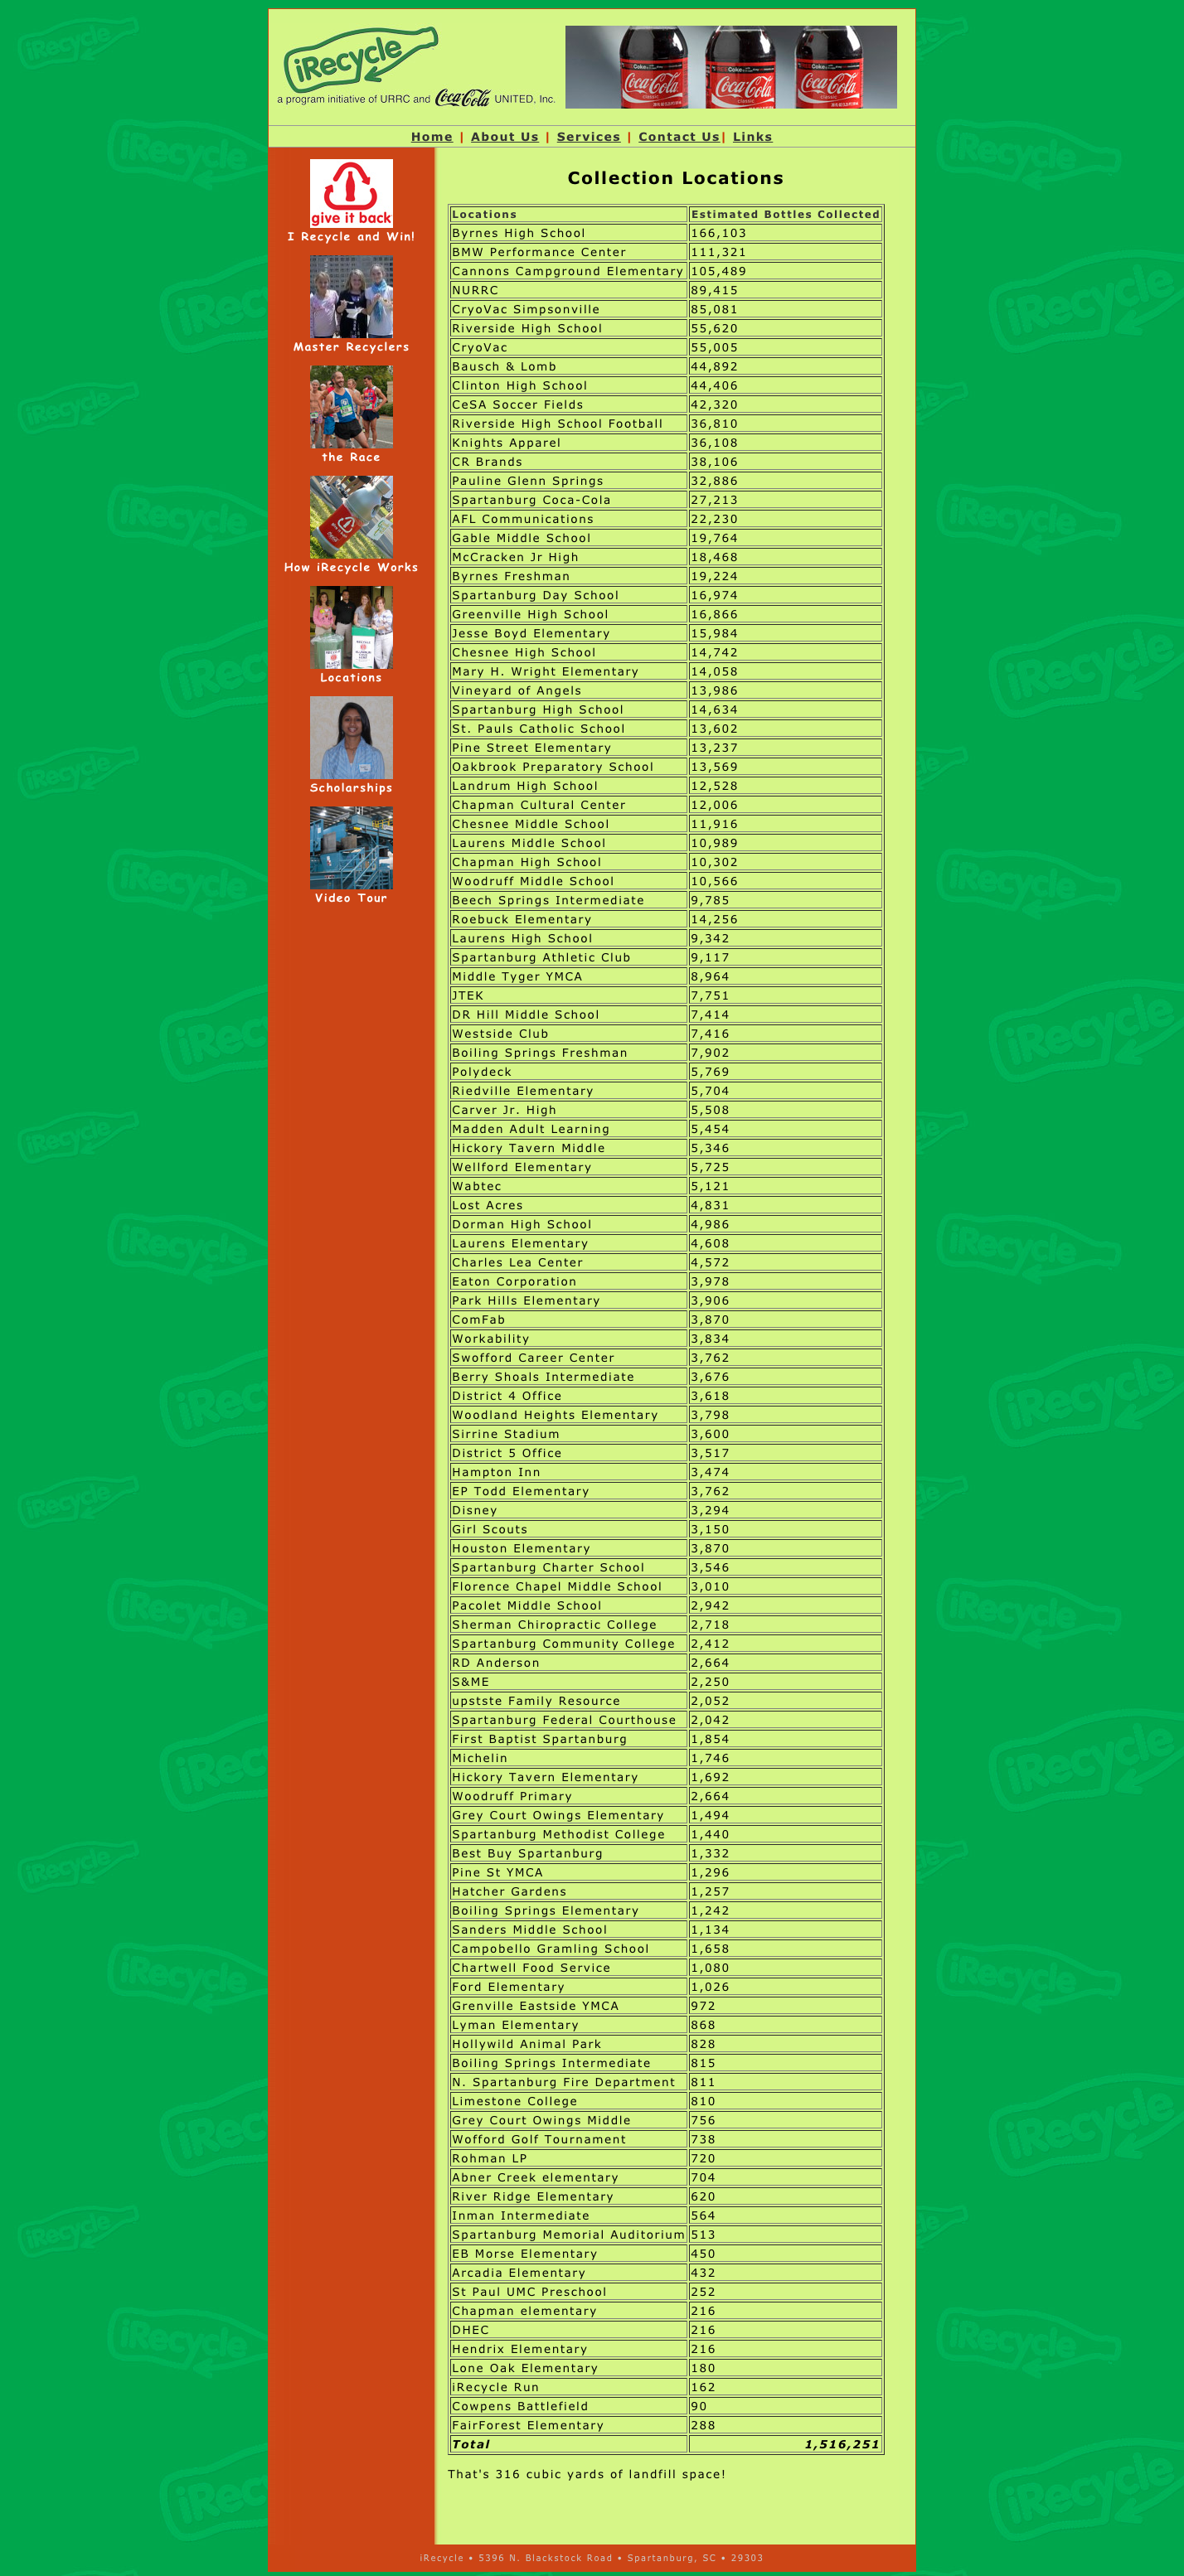 iRecycle
a program initiative of URRC and Coca-Cola UNITED, Inc.
Home | About Us | Services | Contact Us | Links
give it back
I Recycle and Win!
Master Recyclers
the Race
How iRecycle Works
Locations
Scholarships
Video Tour
Collection Locations
Locations Estimated Bottles Collected
Byrnes High School 166,103
BMW Performance Center 111,321
Cannons Campground Elementary 105,489
NURRC 89,415
CryoVac Simpsonville 85,081
Riverside High School 55,620
CryoVac 55,005
Bausch & Lomb 44,892
Clinton High School 44,406
CeSA Soccer Fields 42,320
Riverside High School Football 36,810
Knights Apparel 36,108
CR Brands 38,106
Pauline Glenn Springs 32,886
Spartanburg Coca-Cola 27,213
AFL Communications 22,230
Gable Middle School 19,764
McCracken Jr High 18,468
Byrnes Freshman 19,224
Spartanburg Day School 16,974
Greenville High School 16,866
Jesse Boyd Elementary 15,984
Chesnee High School 14,742
Mary H. Wright Elementary 14,058
Vineyard of Angels 13,986
Spartanburg High School 14,634
St. Pauls Catholic School 13,602
Pine Street Elementary 13,237
Oakbrook Preparatory School 13,569
Landrum High School 12,528
Chapman Cultural Center 12,006
Chesnee Middle School 11,916
Laurens Middle School 10,989
Chapman High School 10,302
Woodruff Middle School 10,566
Beech Springs Intermediate 9,785
Roebuck Elementary 14,256
Laurens High School 9,342
Spartanburg Athletic Club 9,117
Middle Tyger YMCA 8,964
JTEK 7,751
DR Hill Middle School 7,414
Westside Club 7,416
Boiling Springs Freshman 7,902
Polydeck 5,769
Riedville Elementary 5,704
Carver Jr. High 5,508
Madden Adult Learning 5,454
Hickory Tavern Middle 5,346
Wellford Elementary 5,725
Wabtec 5,121
Lost Acres 4,831
Dorman High School 4,986
Laurens Elementary 4,608
Charles Lea Center 4,572
Eaton Corporation 3,978
Park Hills Elementary 3,906
ComFab 3,870
Workability 3,834
Swofford Career Center 3,762
Berry Shoals Intermediate 3,676
District 4 Office 3,618
Woodland Heights Elementary 3,798
Sirrine Stadium 3,600
District 5 Office 3,517
Hampton Inn 3,474
EP Todd Elementary 3,762
Disney 3,294
Girl Scouts 3,150
Houston Elementary 3,870
Spartanburg Charter School 3,546
Florence Chapel Middle School 3,010
Pacolet Middle School 2,942
Sherman Chiropractic College 2,718
Spartanburg Community College 2,412
RD Anderson 2,664
S&ME 2,250
upstste Family Resource 2,052
Spartanburg Federal Courthouse 2,042
First Baptist Spartanburg 1,854
Michelin 1,746
Hickory Tavern Elementary 1,692
Woodruff Primary 2,664
Grey Court Owings Elementary 1,494
Spartanburg Methodist College 1,440
Best Buy Spartanburg 1,332
Pine St YMCA 1,296
Hatcher Gardens 1,257
Boiling Springs Elementary 1,242
Sanders Middle School 1,134
Campobello Gramling School 1,658
Chartwell Food Service 1,080
Ford Elementary 1,026
Grenville Eastside YMCA 972
Lyman Elementary 868
Hollywild Animal Park 828
Boiling Springs Intermediate 815
N. Spartanburg Fire Department 811
Limestone College 810
Grey Court Owings Middle 756
Wofford Golf Tournament 738
Rohman LP 720
Abner Creek elementary 704
River Ridge Elementary 620
Inman Intermediate 564
Spartanburg Memorial Auditorium 513
EB Morse Elementary 450
Arcadia Elementary 432
St Paul UMC Preschool 252
Chapman elementary 216
DHEC 216
Hendrix Elementary 216
Lone Oak Elementary 180
iRecycle Run 162
Cowpens Battlefield 90
FairForest Elementary 288
Total 1,516,251
That's 316 cubic yards of landfill space!
iRecycle • 5396 N. Blackstock Road • Spartanburg, SC • 29303